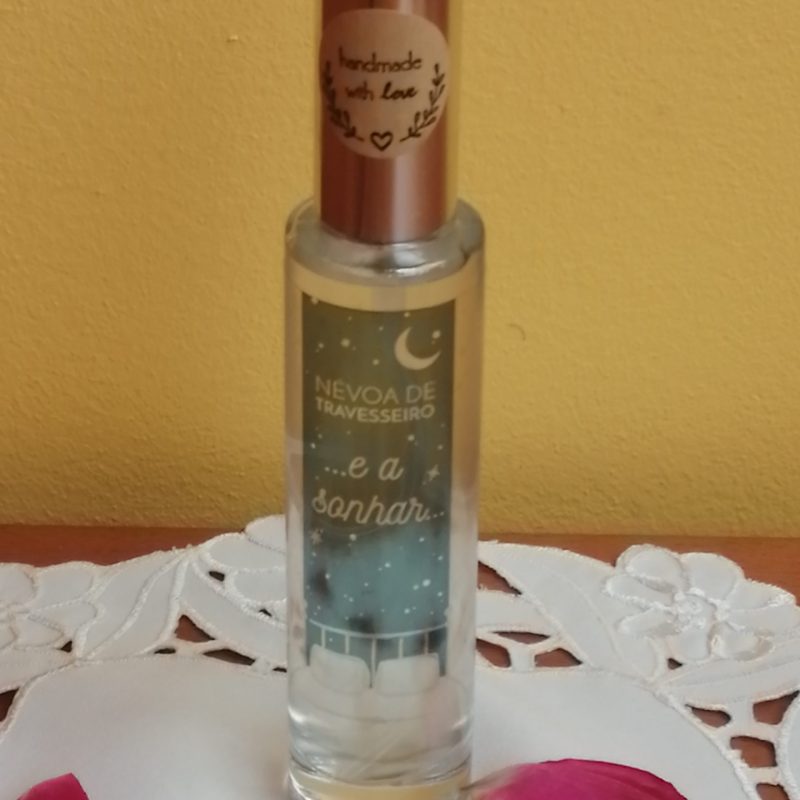 handmade
with love
NÉVOA DE
TRAVESSEIRO
...e a
sonhar...